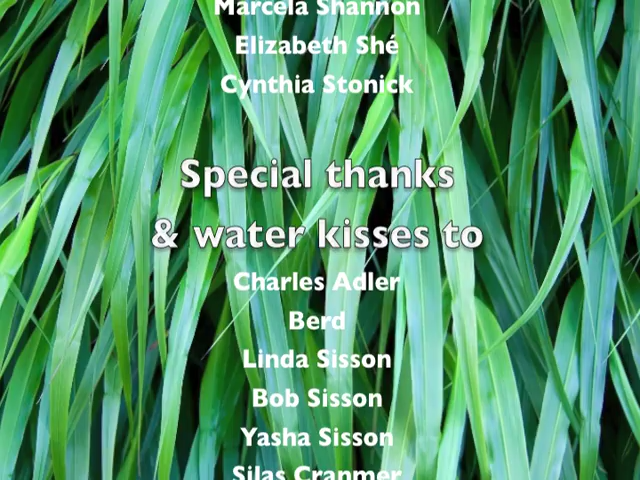 Marcela Shannon
Elizabeth Shé
Cynthia Stonick
Special thanks
& water kisses to
Charles Adler
Berd
Linda Sisson
Bob Sisson
Yasha Sisson
Silas Cranmer